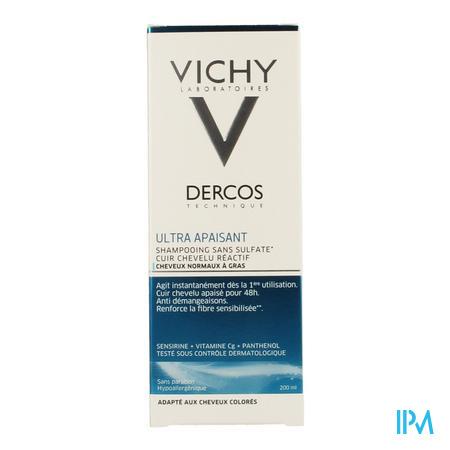 VICHY
LABORATOIRES
V
DERCOS
TECHNIQUE
ULTRA APAISANT
SHAMPOOING SANS SULFATE*
CUIR CHEVELU RÉACTIF
CHEVEUX NORMAUX À GRAS
Agit instantanément dès la 1ère utilisation.
Cuir chevelu apaisé pour 48h.
Anti démangeaisons.
Renforce la fibre sensibilisée**.
SENSIRINE + VITAMINE Cg + PANTHENOL
TESTÉ SOUS CONTRÔLE DERMATOLOGIQUE
Sans paraben
Hypoallergénique
200 ml
ADAPTÉ AUX CHEVEUX COLORÉS
IPM